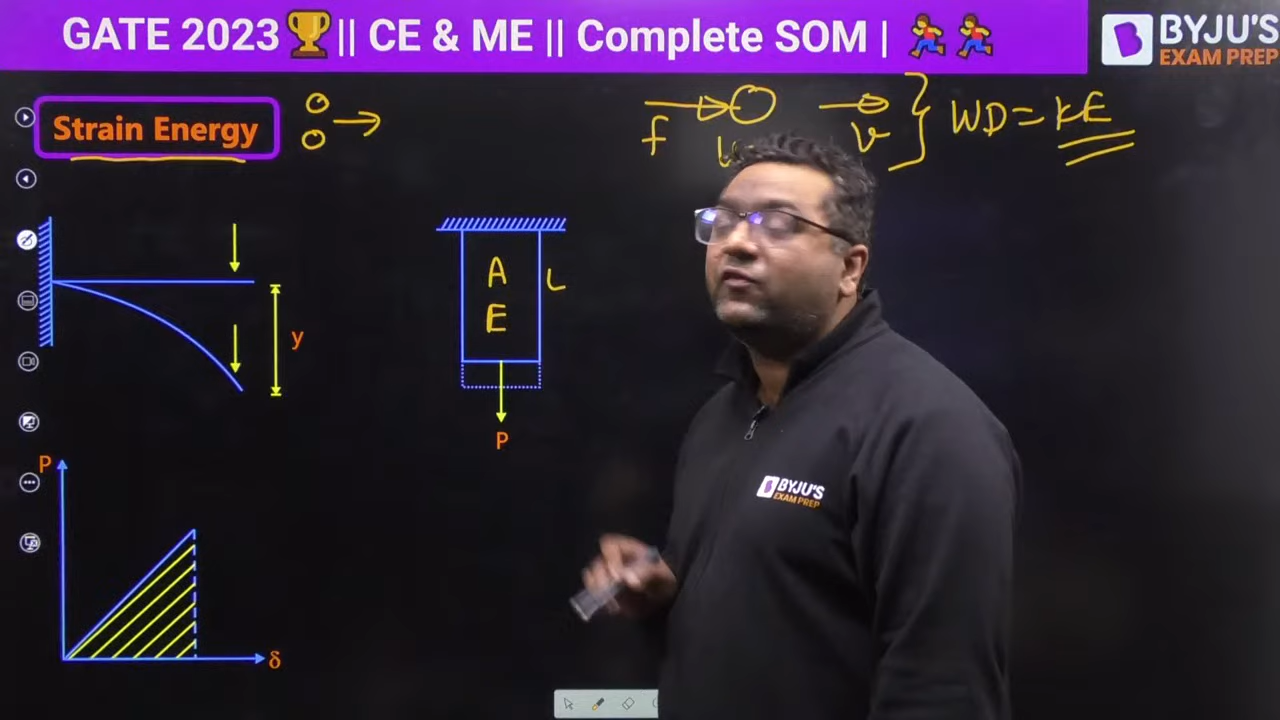 GATE 2023🏆|| CE & ME || Complete SOM |
BYJU'S
EXAM PREP
Strain Energy
F
v
WD = KE
A
E
L
y
P
P
δ
BYJU'S
EXAM PREP